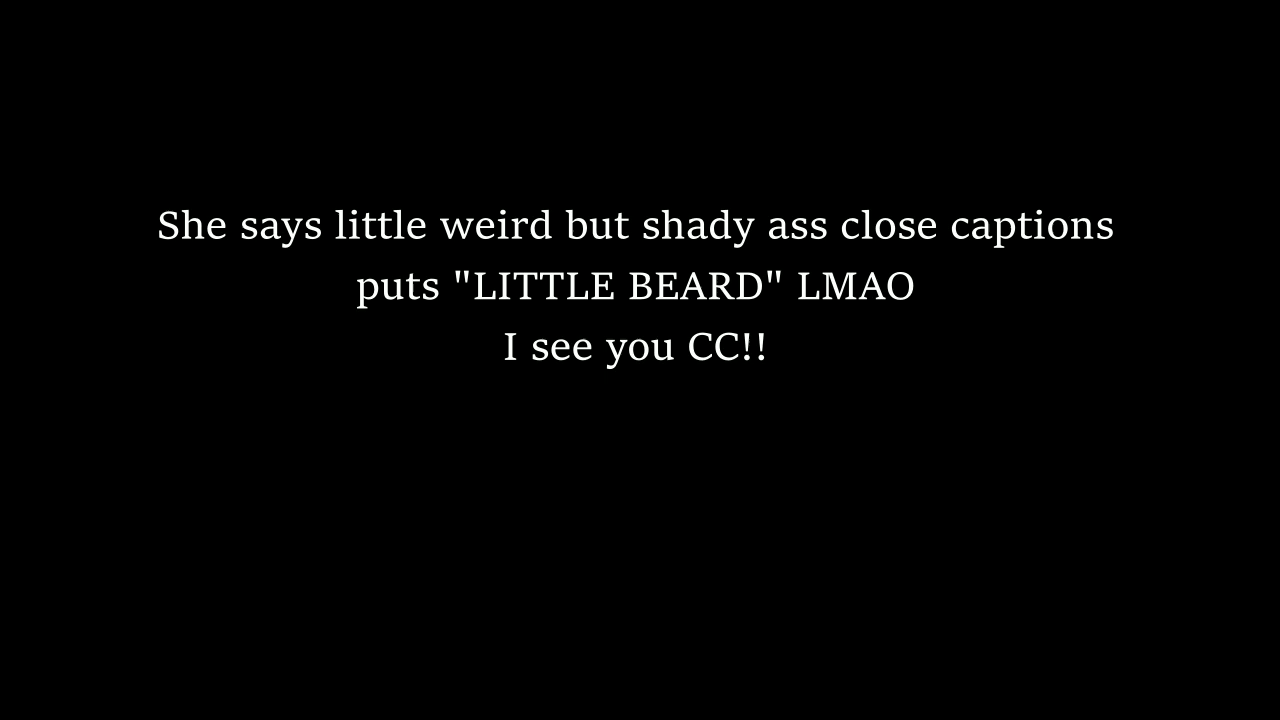 She says little weird but shady ass close captions
puts "LITTLE BEARD" LMAO
I see you CC!!